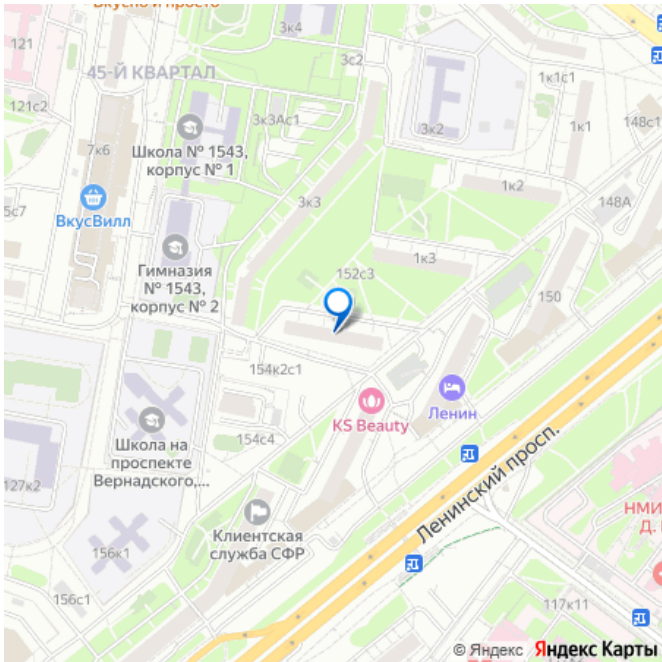 Вкусно и просто
3к4
3с2
121
45-Й КВАРТАЛ
1к1с1
121с2
3к3Ас1
148с1
1к1
3к2
7к6
Школа № 1543,
корпус № 1
1к2
148А
ВкусВилл
3к3
5с7
1к3
Гимназия
№ 1543,
корпус № 2
152с3
150
154к2с1
Ленин
KS Beauty
154с4
Школа на
проспекте
Вернадского,...
Ленинский просп.
127к2
НМИ
Д.
Клиентская
служба СФР
156к1
156с1
117к11
© Яндекс Яндекс Карты